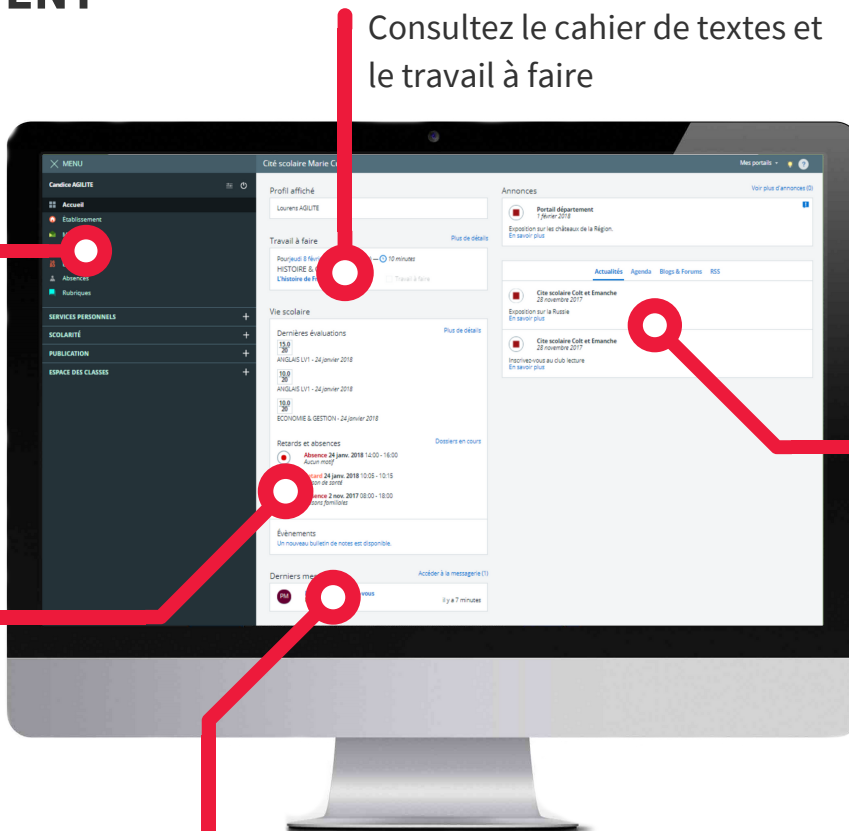 ENT
Consultez le cahier de textes et
le travail à faire
MENU
Candice AGILITE
Accueil
Etablissement
Absences
Rubriques
SERVICES PERSONNELS +
SCOLARITÉ +
PUBLICATION +
ESPACE DES CLASSES +
Cité scolaire Marie
Mes portails
?
Profil affiché
Lourens AGILITE
Travail à faire
Plus de détails
Pour jeudi 8 — 10 minutes
HISTOIRE &
L'histoire de
Travail à faire
Vie scolaire
Dernières évaluations
Plus de détails
15.0
20
ANGLAIS LV1 - 24 janvier 2018
10.0
20
ANGLAIS LV1 - 24 janvier 2018
10.0
20
ECONOMIE & GESTION - 24 janvier 2018
Retards et absences
Dossiers en cours
Absence 24 janv. 2018 14:00 - 16:00
Aucun motif
24 janv. 2018 10:05 - 10:15
de santé
2 nov. 2017 08:00 - 18:00
familiales
Évènements
Un nouveau bulletin de notes est disponible.
Derniers
Accéder à la messagerie (1)
PM
vous
il y a 7 minutes
Annonces
Voir plus d'annonces (0)
Portail département
1 février 2018
Exposition sur les châteaux de la Région.
En savoir plus
Actualités Agenda Blogs & Forums RSS
Cite scolaire Colt et Emanche
28 novembre 2017
Exposition sur la Russie
En savoir plus
Cite scolaire Colt et Emanche
28 novembre 2017
Inscrivez-vous au club lecture
En savoir plus